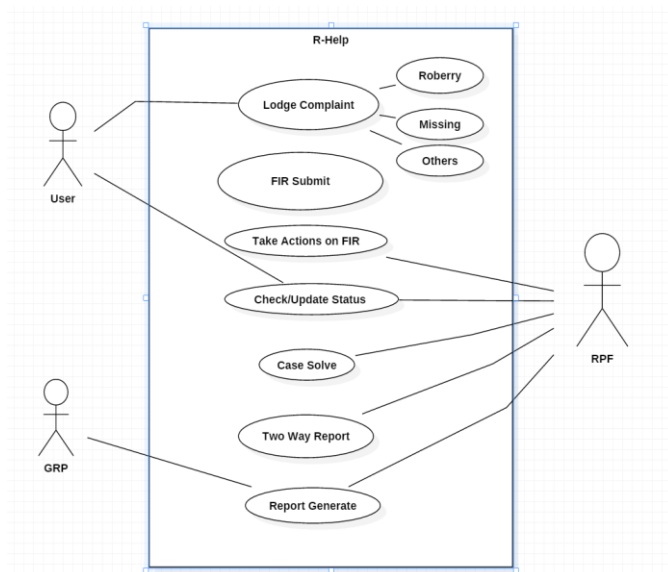 R-Help
Roberry
Lodge Complaint
Missing
Others
User
FIR Submit
Take Actions on FIR
Check/Update Status
RPF
Case Solve
Two Way Report
GRP
Report Generate